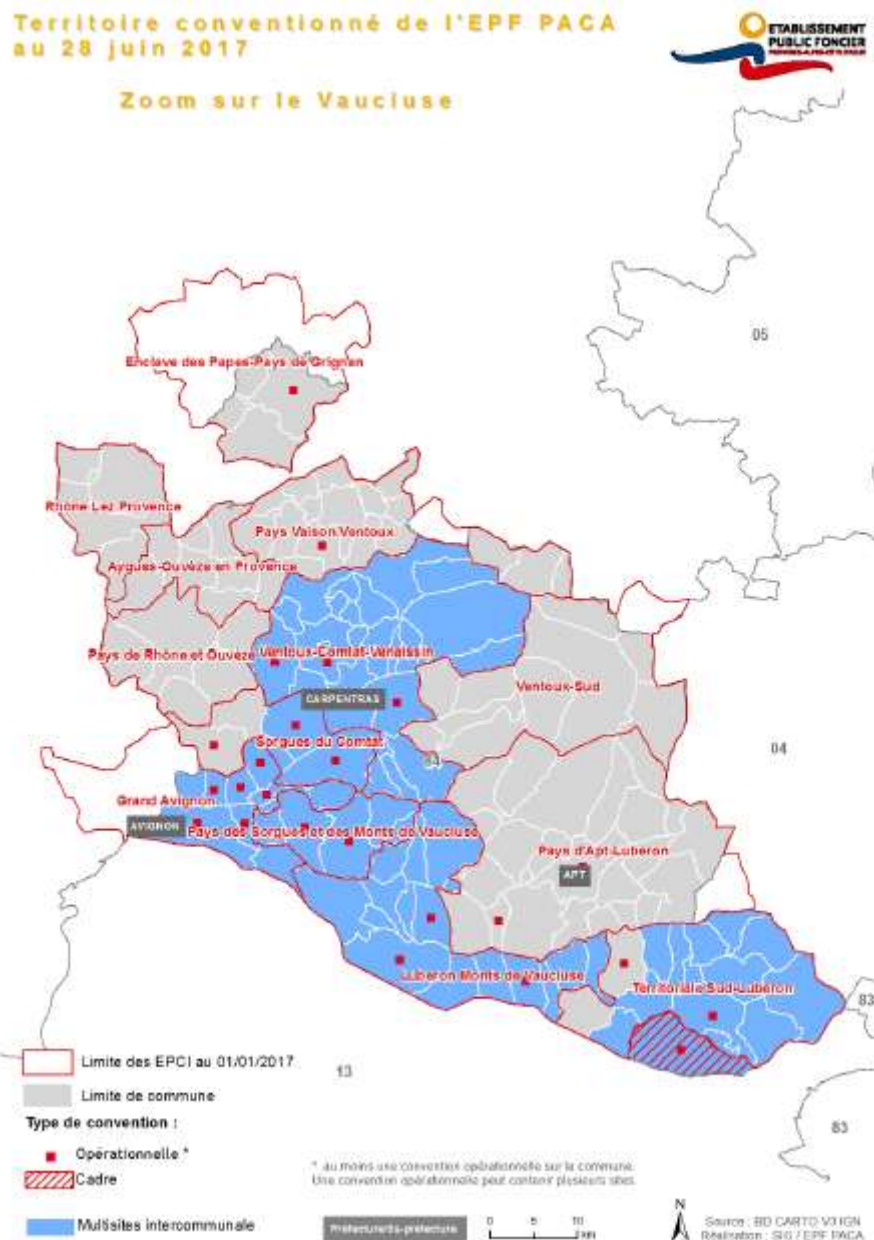 Territoire conventionné de l'EPF PACA
au 28 juin 2017
Zoom sur le Vaucluse
ETABLISSEMENT
PUBLIC FONCIER
05
Enclave des Papes-Pays de Grignan
Rhône Lez Provence
Pays Vaison Ventoux
Aygues-Ouvèze en Provence
Pays de Rhône et Ouvèze
Ventoux-Comtat-Venaissin
Ventoux-Sud
CARPENTRAS
Sorgues du Comtat
84
04
Grand Avignon
AVIGNON
Pays des Sorgues et des Monts de Vaucluse
Pays d'Apt-Luberon
APT
Luberon Monts de Vaucluse
Territoriale Sud-Luberon
83
13
83
Limite des EPCI au 01/01/2017
Limite de commune
Type de convention :
Opérationnelle *
Cadre
Multisites intercommunale
* au moins une convention opérationnelle sur la commune.
Une convention opérationnelle peut contenir plusieurs sites.
0 5 10
Km
N
Source : BD CARTO V3 IGN
Réalisation : SIG / EPF PACA